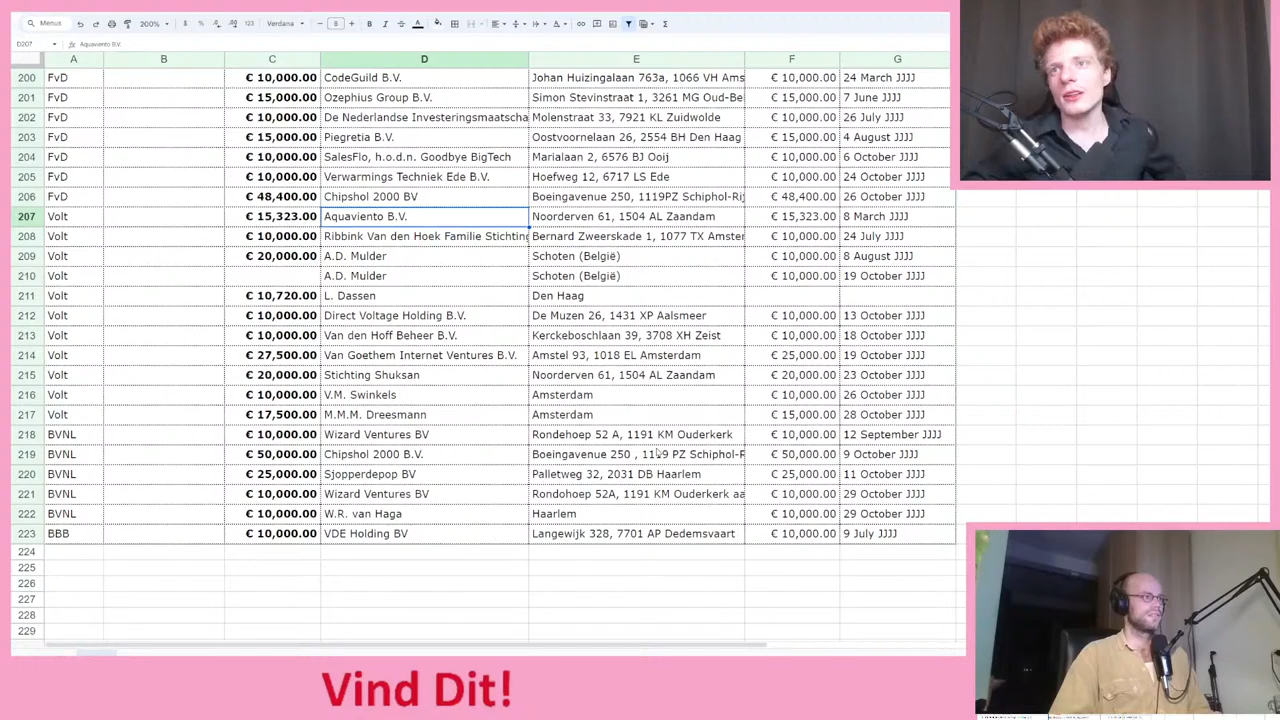 Menus 200% $ % .0 .00 123 Verdana 8 B I A
D207 Aquaviento B.V.
A B C D E F G
200 FvD € 10,000.00 CodeGuild B.V. Johan Huizingalaan 763a, 1066 VH Ams € 10,000.00 24 March JJJJ
201 FvD € 15,000.00 Ozephius Group B.V. Simon Stevinstraat 1, 3261 MG Oud-Be € 15,000.00 7 June JJJJ
202 FvD € 10,000.00 De Nederlandse Investeringsmaatscha Molenstraat 33, 7921 KL Zuidwolde € 10,000.00 26 July JJJJ
203 FvD € 15,000.00 Piegretia B.V. Oostvoornelaan 26, 2554 BH Den Haag € 15,000.00 4 August JJJJ
204 FvD € 10,000.00 SalesFlo, h.o.d.n. Goodbye BigTech Marialaan 2, 6576 BJ Ooij € 10,000.00 6 October JJJJ
205 FvD € 10,000.00 Verwarmings Techniek Ede B.V. Hoefweg 12, 6717 LS Ede € 10,000.00 24 October JJJJ
206 FvD € 48,400.00 Chipshol 2000 BV Boeingavenue 250, 1119PZ Schiphol-Rij € 48,400.00 26 October JJJJ
207 Volt € 15,323.00 Aquaviento B.V. Noorderven 61, 1504 AL Zaandam € 15,323.00 8 March JJJJ
208 Volt € 10,000.00 Ribbink Van den Hoek Familie Stichting Bernard Zweerskade 1, 1077 TX Amster € 10,000.00 24 July JJJJ
209 Volt € 20,000.00 A.D. Mulder Schoten (België) € 10,000.00 8 August JJJJ
210 Volt A.D. Mulder Schoten (België) € 10,000.00 19 October JJJJ
211 Volt € 10,720.00 L. Dassen Den Haag
212 Volt € 10,000.00 Direct Voltage Holding B.V. De Muzen 26, 1431 XP Aalsmeer € 10,000.00 13 October JJJJ
213 Volt € 10,000.00 Van den Hoff Beheer B.V. Kerckeboschlaan 39, 3708 XH Zeist € 10,000.00 18 October JJJJ
214 Volt € 27,500.00 Van Goethem Internet Ventures B.V. Amstel 93, 1018 EL Amsterdam € 25,000.00 19 October JJJJ
215 Volt € 20,000.00 Stichting Shuksan Noorderven 61, 1504 AL Zaandam € 20,000.00 23 October JJJJ
216 Volt € 10,000.00 V.M. Swinkels Amsterdam € 10,000.00 26 October JJJJ
217 Volt € 17,500.00 M.M.M. Dreesmann Amsterdam € 15,000.00 28 October JJJJ
218 BVNL € 10,000.00 Wizard Ventures BV Rondehoep 52 A, 1191 KM Ouderkerk € 10,000.00 12 September JJJJ
219 BVNL € 50,000.00 Chipshol 2000 B.V. Boeingavenue 250 , 1119 PZ Schiphol-R € 50,000.00 9 October JJJJ
220 BVNL € 25,000.00 Sjopperdepop BV Palletweg 32, 2031 DB Haarlem € 25,000.00 11 October JJJJ
221 BVNL € 10,000.00 Wizard Ventures BV Rondohoep 52A, 1191 KM Ouderkerk aa € 10,000.00 29 October JJJJ
222 BVNL € 10,000.00 W.R. van Haga Haarlem € 10,000.00 29 October JJJJ
223 BBB € 10,000.00 VDE Holding BV Langewijk 328, 7701 AP Dedemsvaart € 10,000.00 9 July JJJJ
224
225
226
227
228
229
Vind Dit!